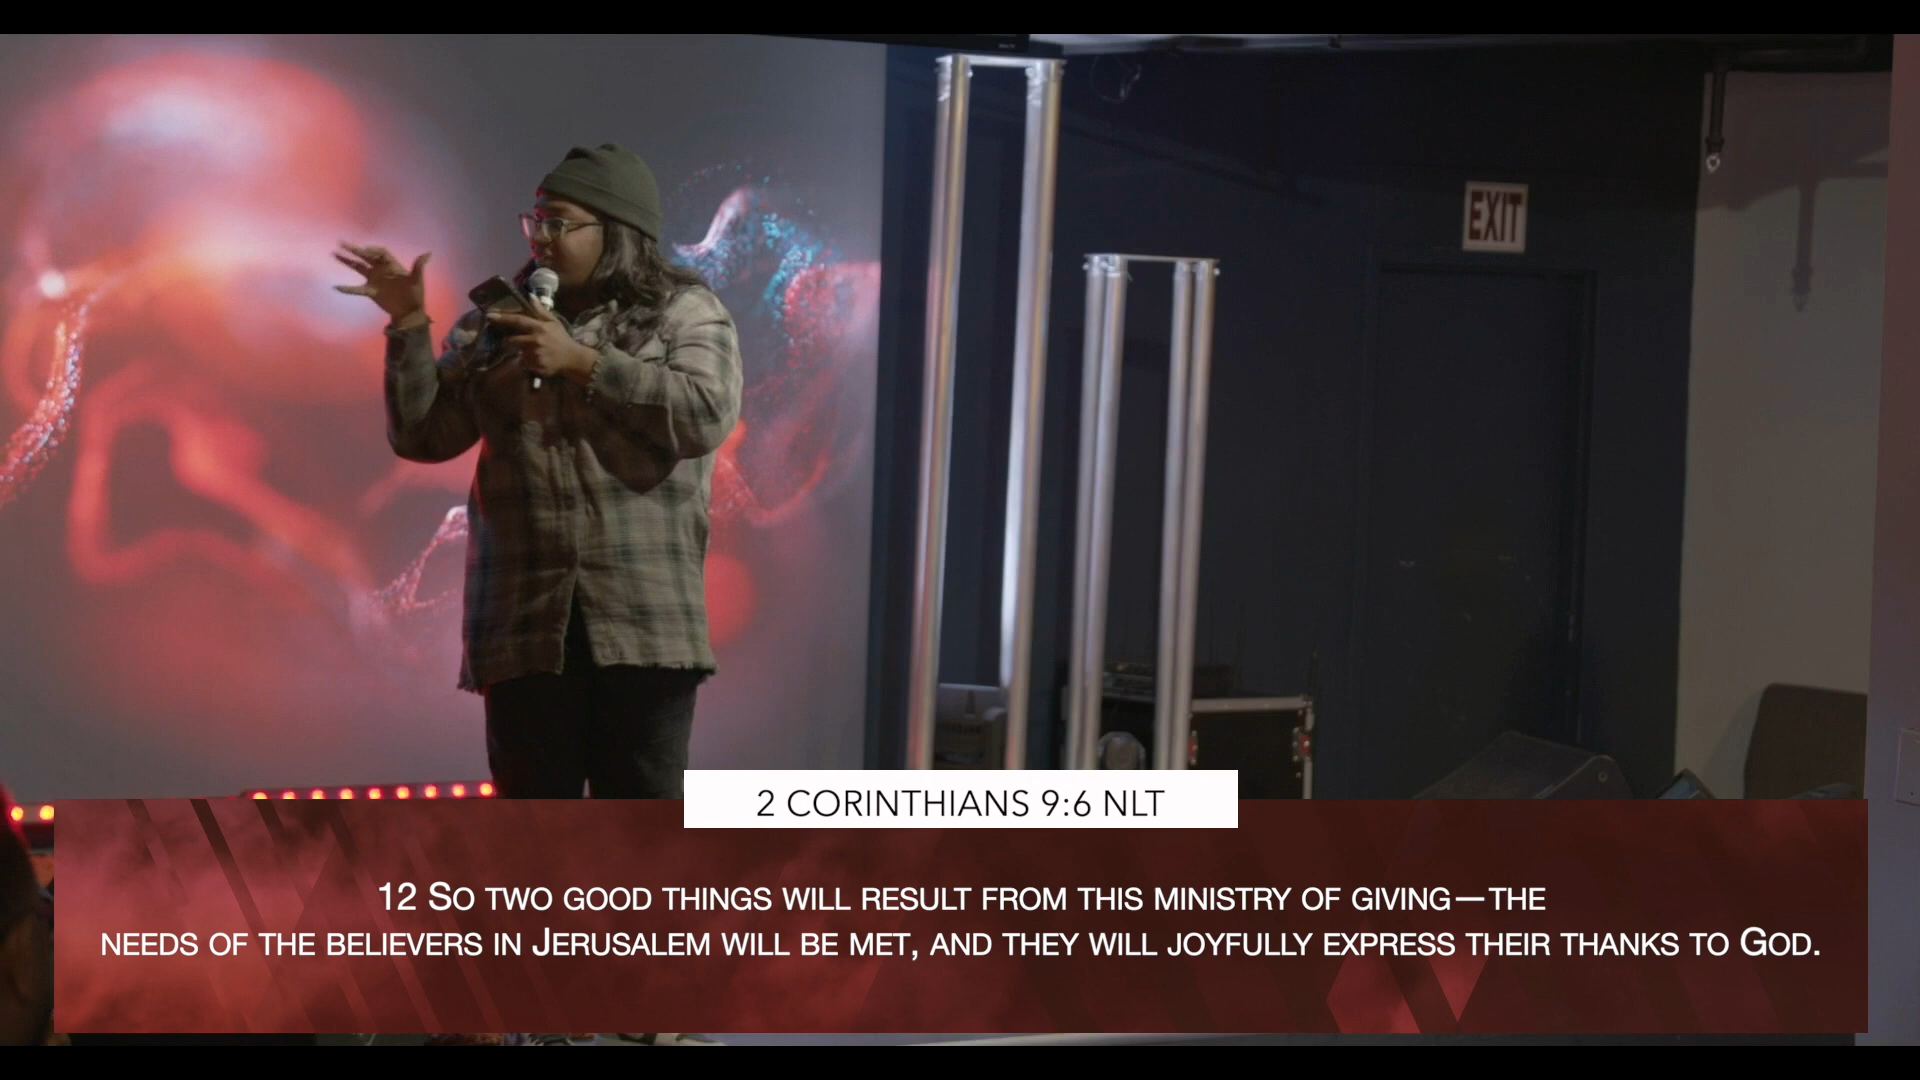 EXIT
2 CORINTHIANS 9:6 NLT
12 So two good things will result from this ministry of giving—the
needs of the believers in Jerusalem will be met, and they will joyfully express their thanks to God.